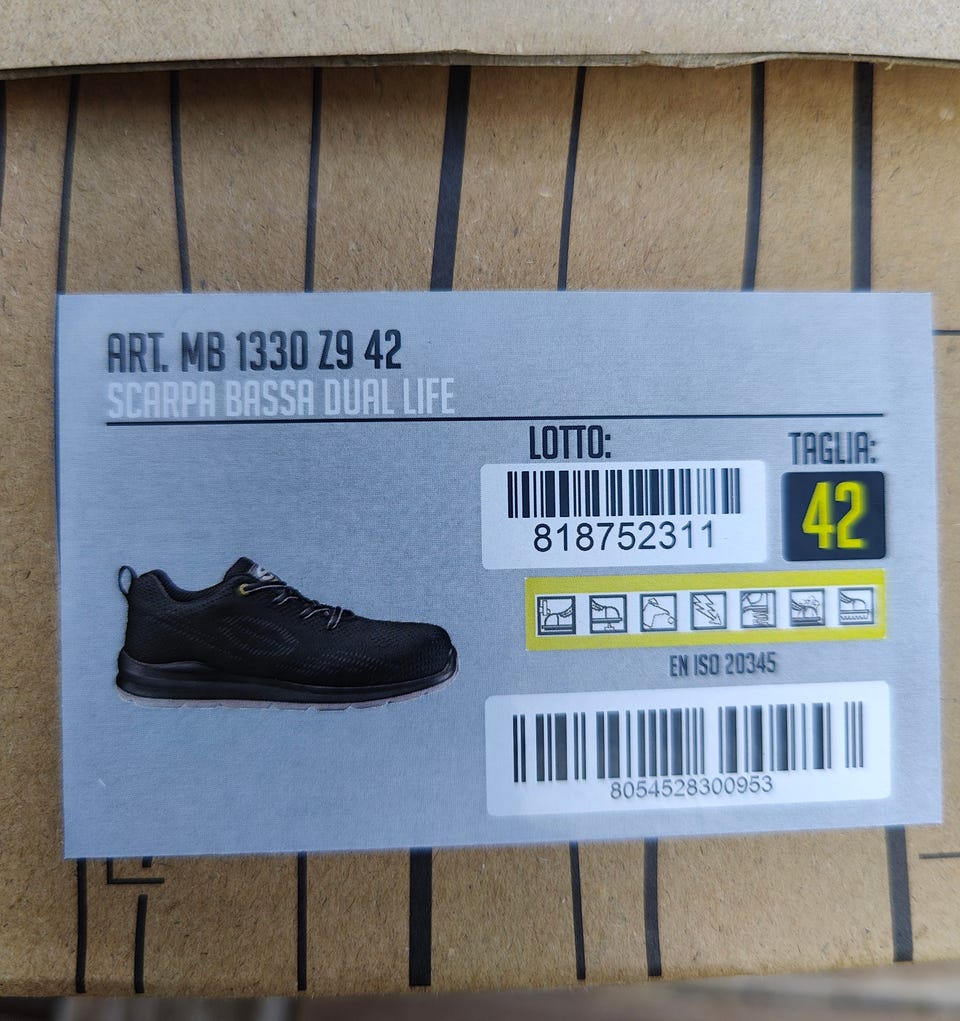 ART. MB 1330 Z9 42
SCARPA BASSA DUAL LIFE
LOTTO:
818752311
TAGLIA:
42
EN ISO 20345
8054528300953